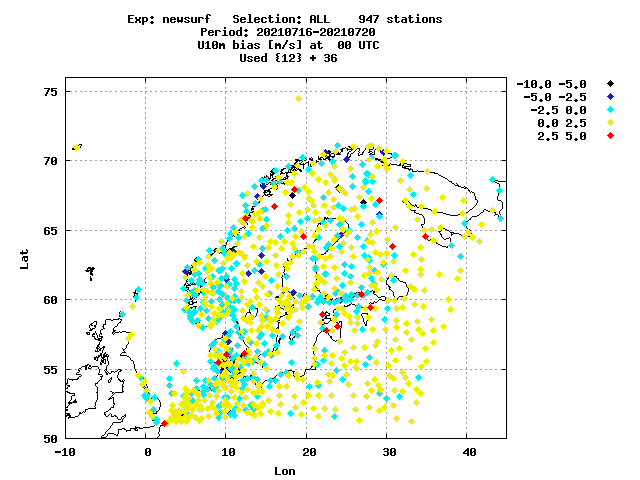 Exp: newsurf   Selection: ALL    947 stations
Period: 20210716-20210720
U10m bias [m/s] at  00 UTC
Used {12} + 36
-10.0 -5.0
-5.0 -2.5
-2.5 0.0
0.0 2.5
2.5 5.0
75
70
65
60
55
50
Lat
-10 0 10 20 30 40
Lon